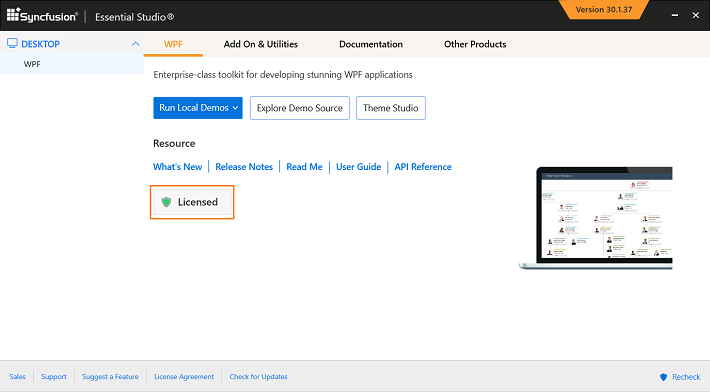 Syncfusion® Essential Studio®
Version 30.1.37
DESKTOP
WPF
WPF Add On & Utilities Documentation Other Products
Enterprise-class toolkit for developing stunning WPF applications
Run Local Demos Explore Demo Source Theme Studio
Resource
What's New Release Notes Read Me User Guide API Reference
Licensed
Sales Support Suggest a Feature License Agreement Check for Updates Recheck